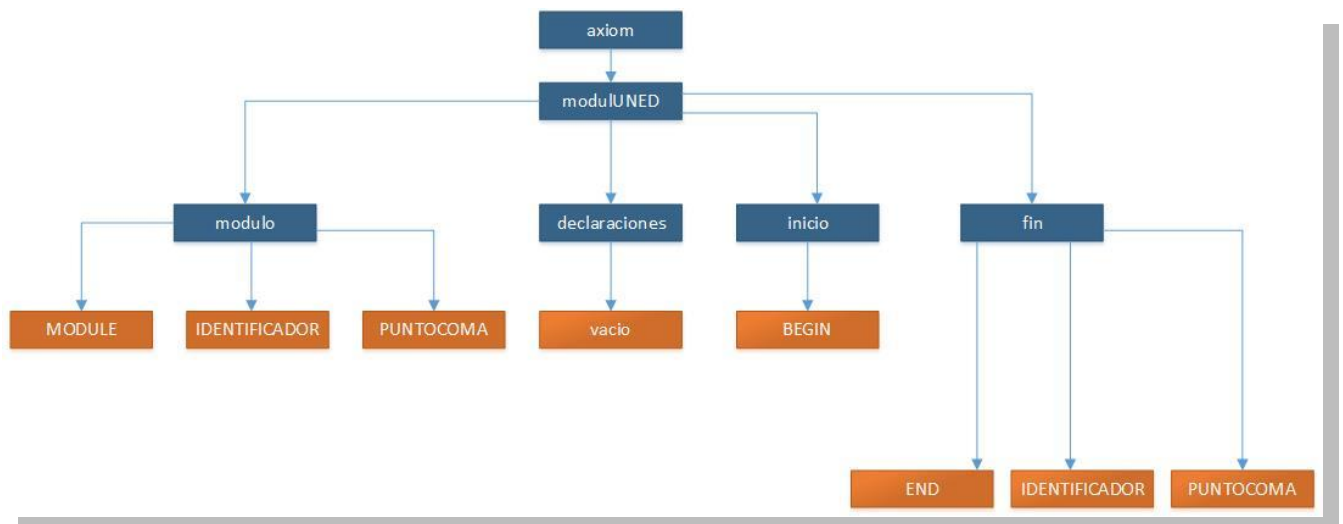 axiom
modulUNED
modulo
declaraciones
inicio
fin
MODULE
IDENTIFICADOR
PUNTOCOMA
vacio
BEGIN
END
IDENTIFICADOR
PUNTOCOMA